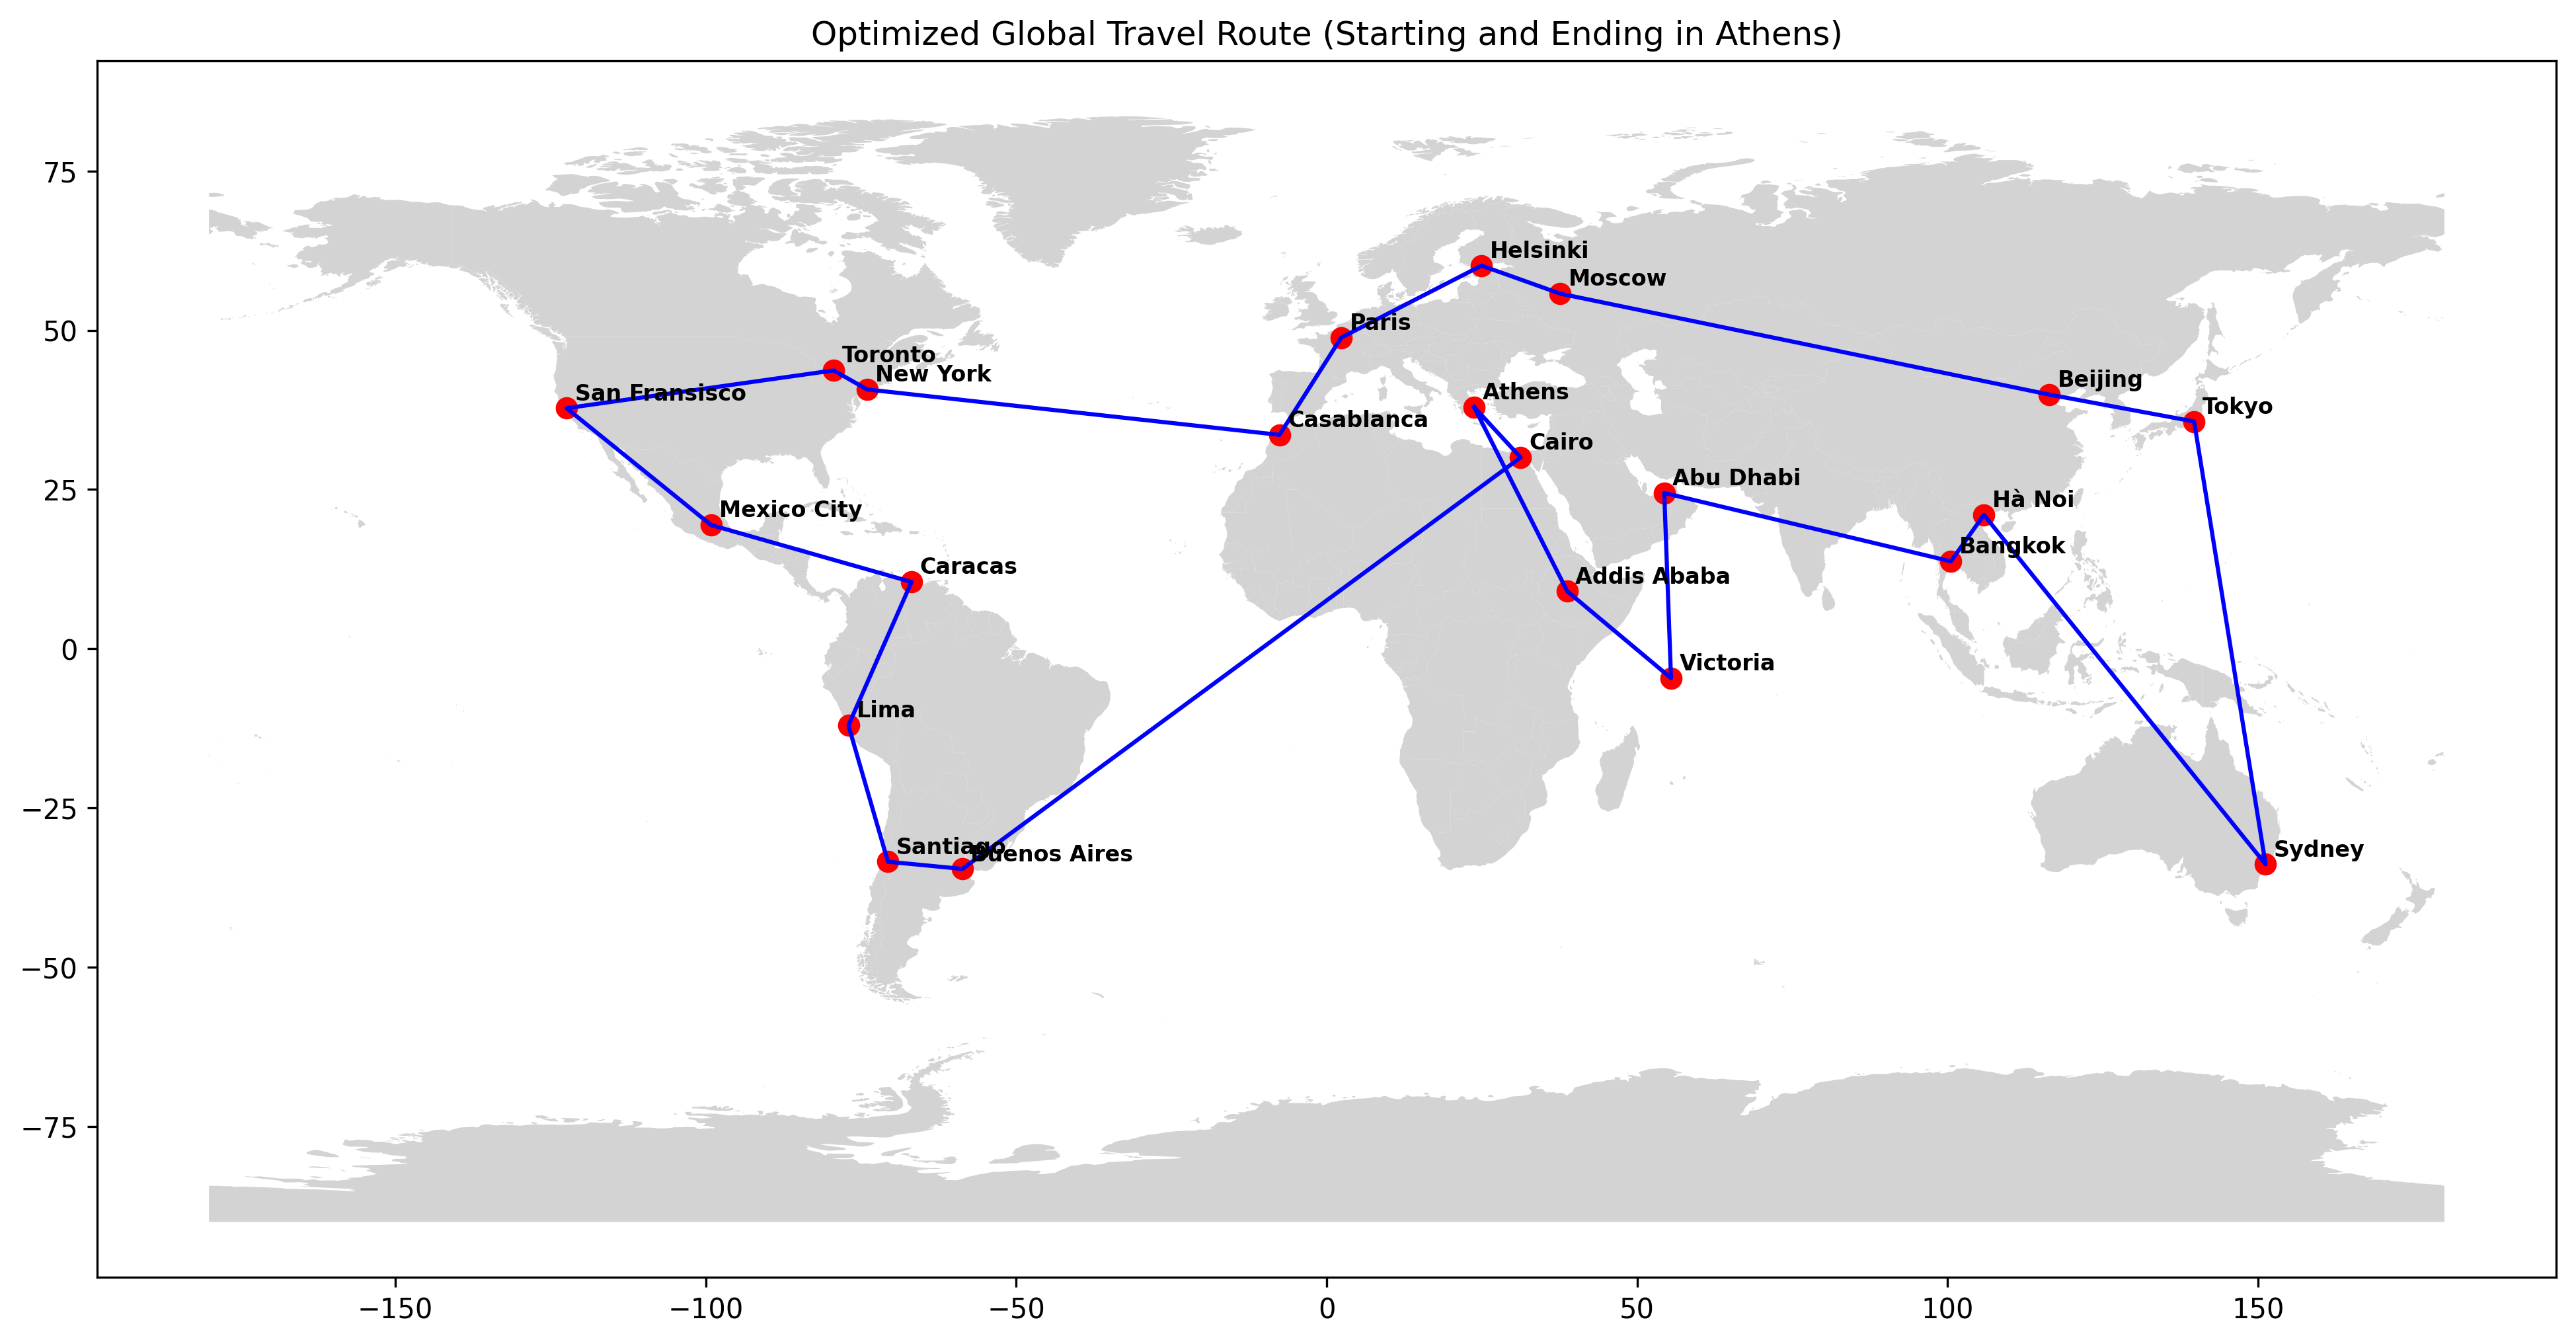 Optimized Global Travel Route (Starting and Ending in Athens)
75
50
25
0
−25
−50
−75
Helsinki
Moscow
Paris
Toronto
New York
San Fransisco
Athens
Beijing
Tokyo
Casablanca
Cairo
Abu Dhabi
Hà Noi
Mexico City
Bangkok
Caracas
Addis Ababa
Victoria
Lima
Santiago
Buenos Aires
Sydney
−150
−100
−50
0
50
100
150